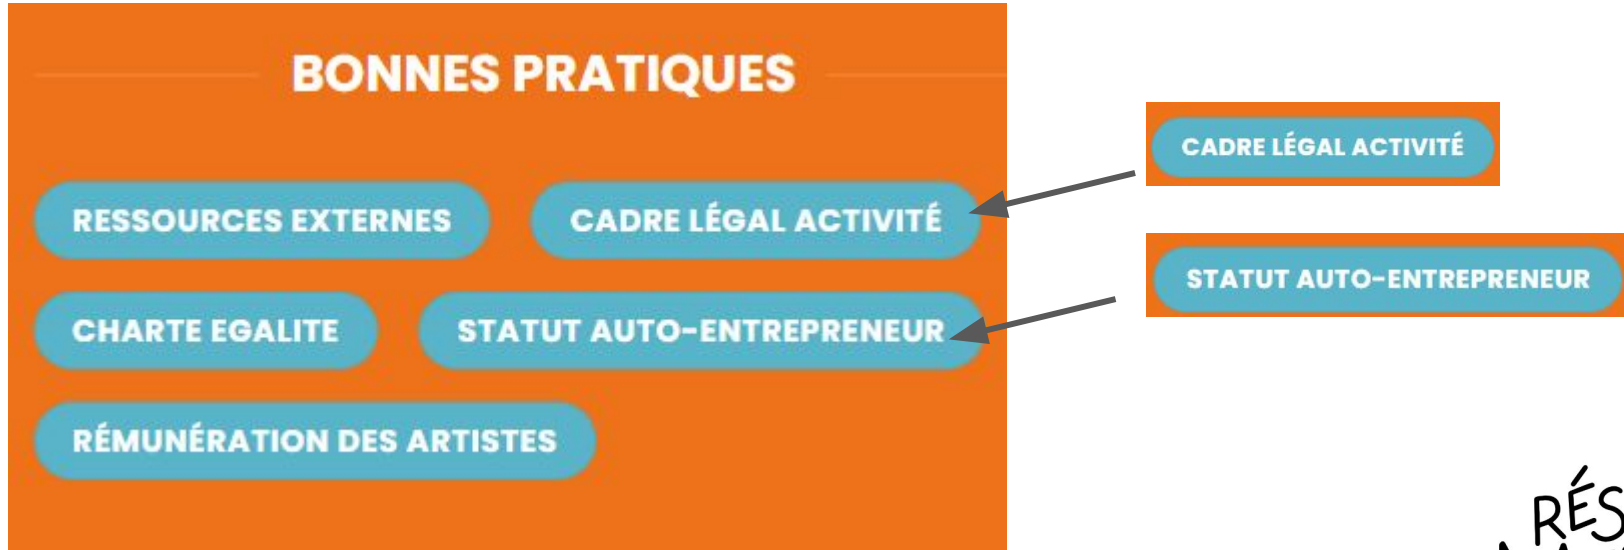 BONNES PRATIQUES
RESSOURCES EXTERNES
CADRE LÉGAL ACTIVITÉ
CHARTE EGALITE
STATUT AUTO-ENTREPRENEUR
RÉMUNÉRATION DES ARTISTES
CADRE LÉGAL ACTIVITÉ
STATUT AUTO-ENTREPRENEUR
RÉS